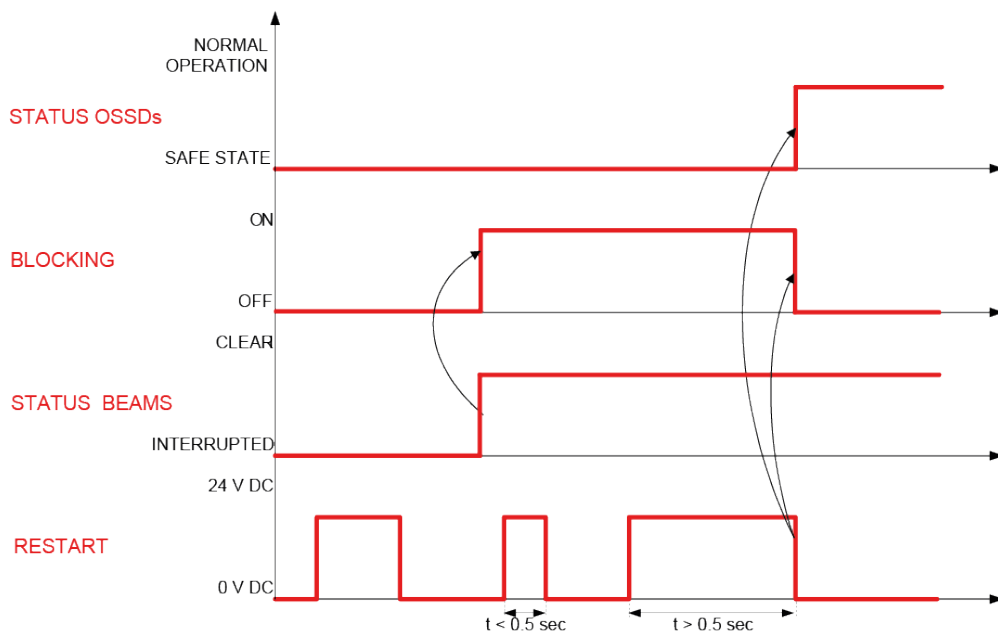 NORMAL
OPERATION
STATUS OSSDs
SAFE STATE
ON
BLOCKING
OFF
CLEAR
STATUS BEAMS
INTERRUPTED
24 V DC
RESTART
0 V DC
t < 0.5 sec
t > 0.5 sec